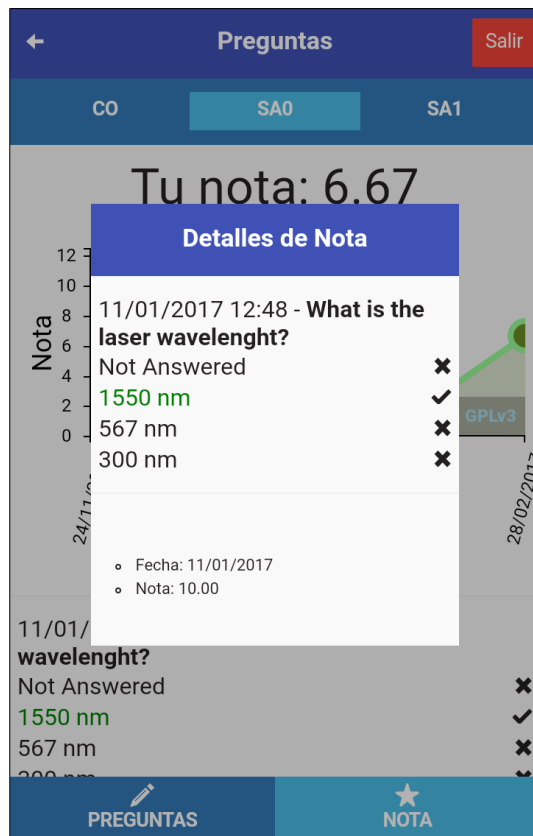 Preguntas
Salir
CO
SA0
SA1
Tu nota: 6.67
Detalles de Nota
11/01/2017 12:48 - What is the
laser wavelenght?
Not Answered
1550 nm
567 nm
300 nm
Fecha: 11/01/2017
Nota: 10.00
Nota
12
10
8
6
4
2
0
24/11/
28/02/2017
GPLv3
11/01/
wavelenght?
Not Answered
1550 nm
567 nm
300 nm
PREGUNTAS
NOTA